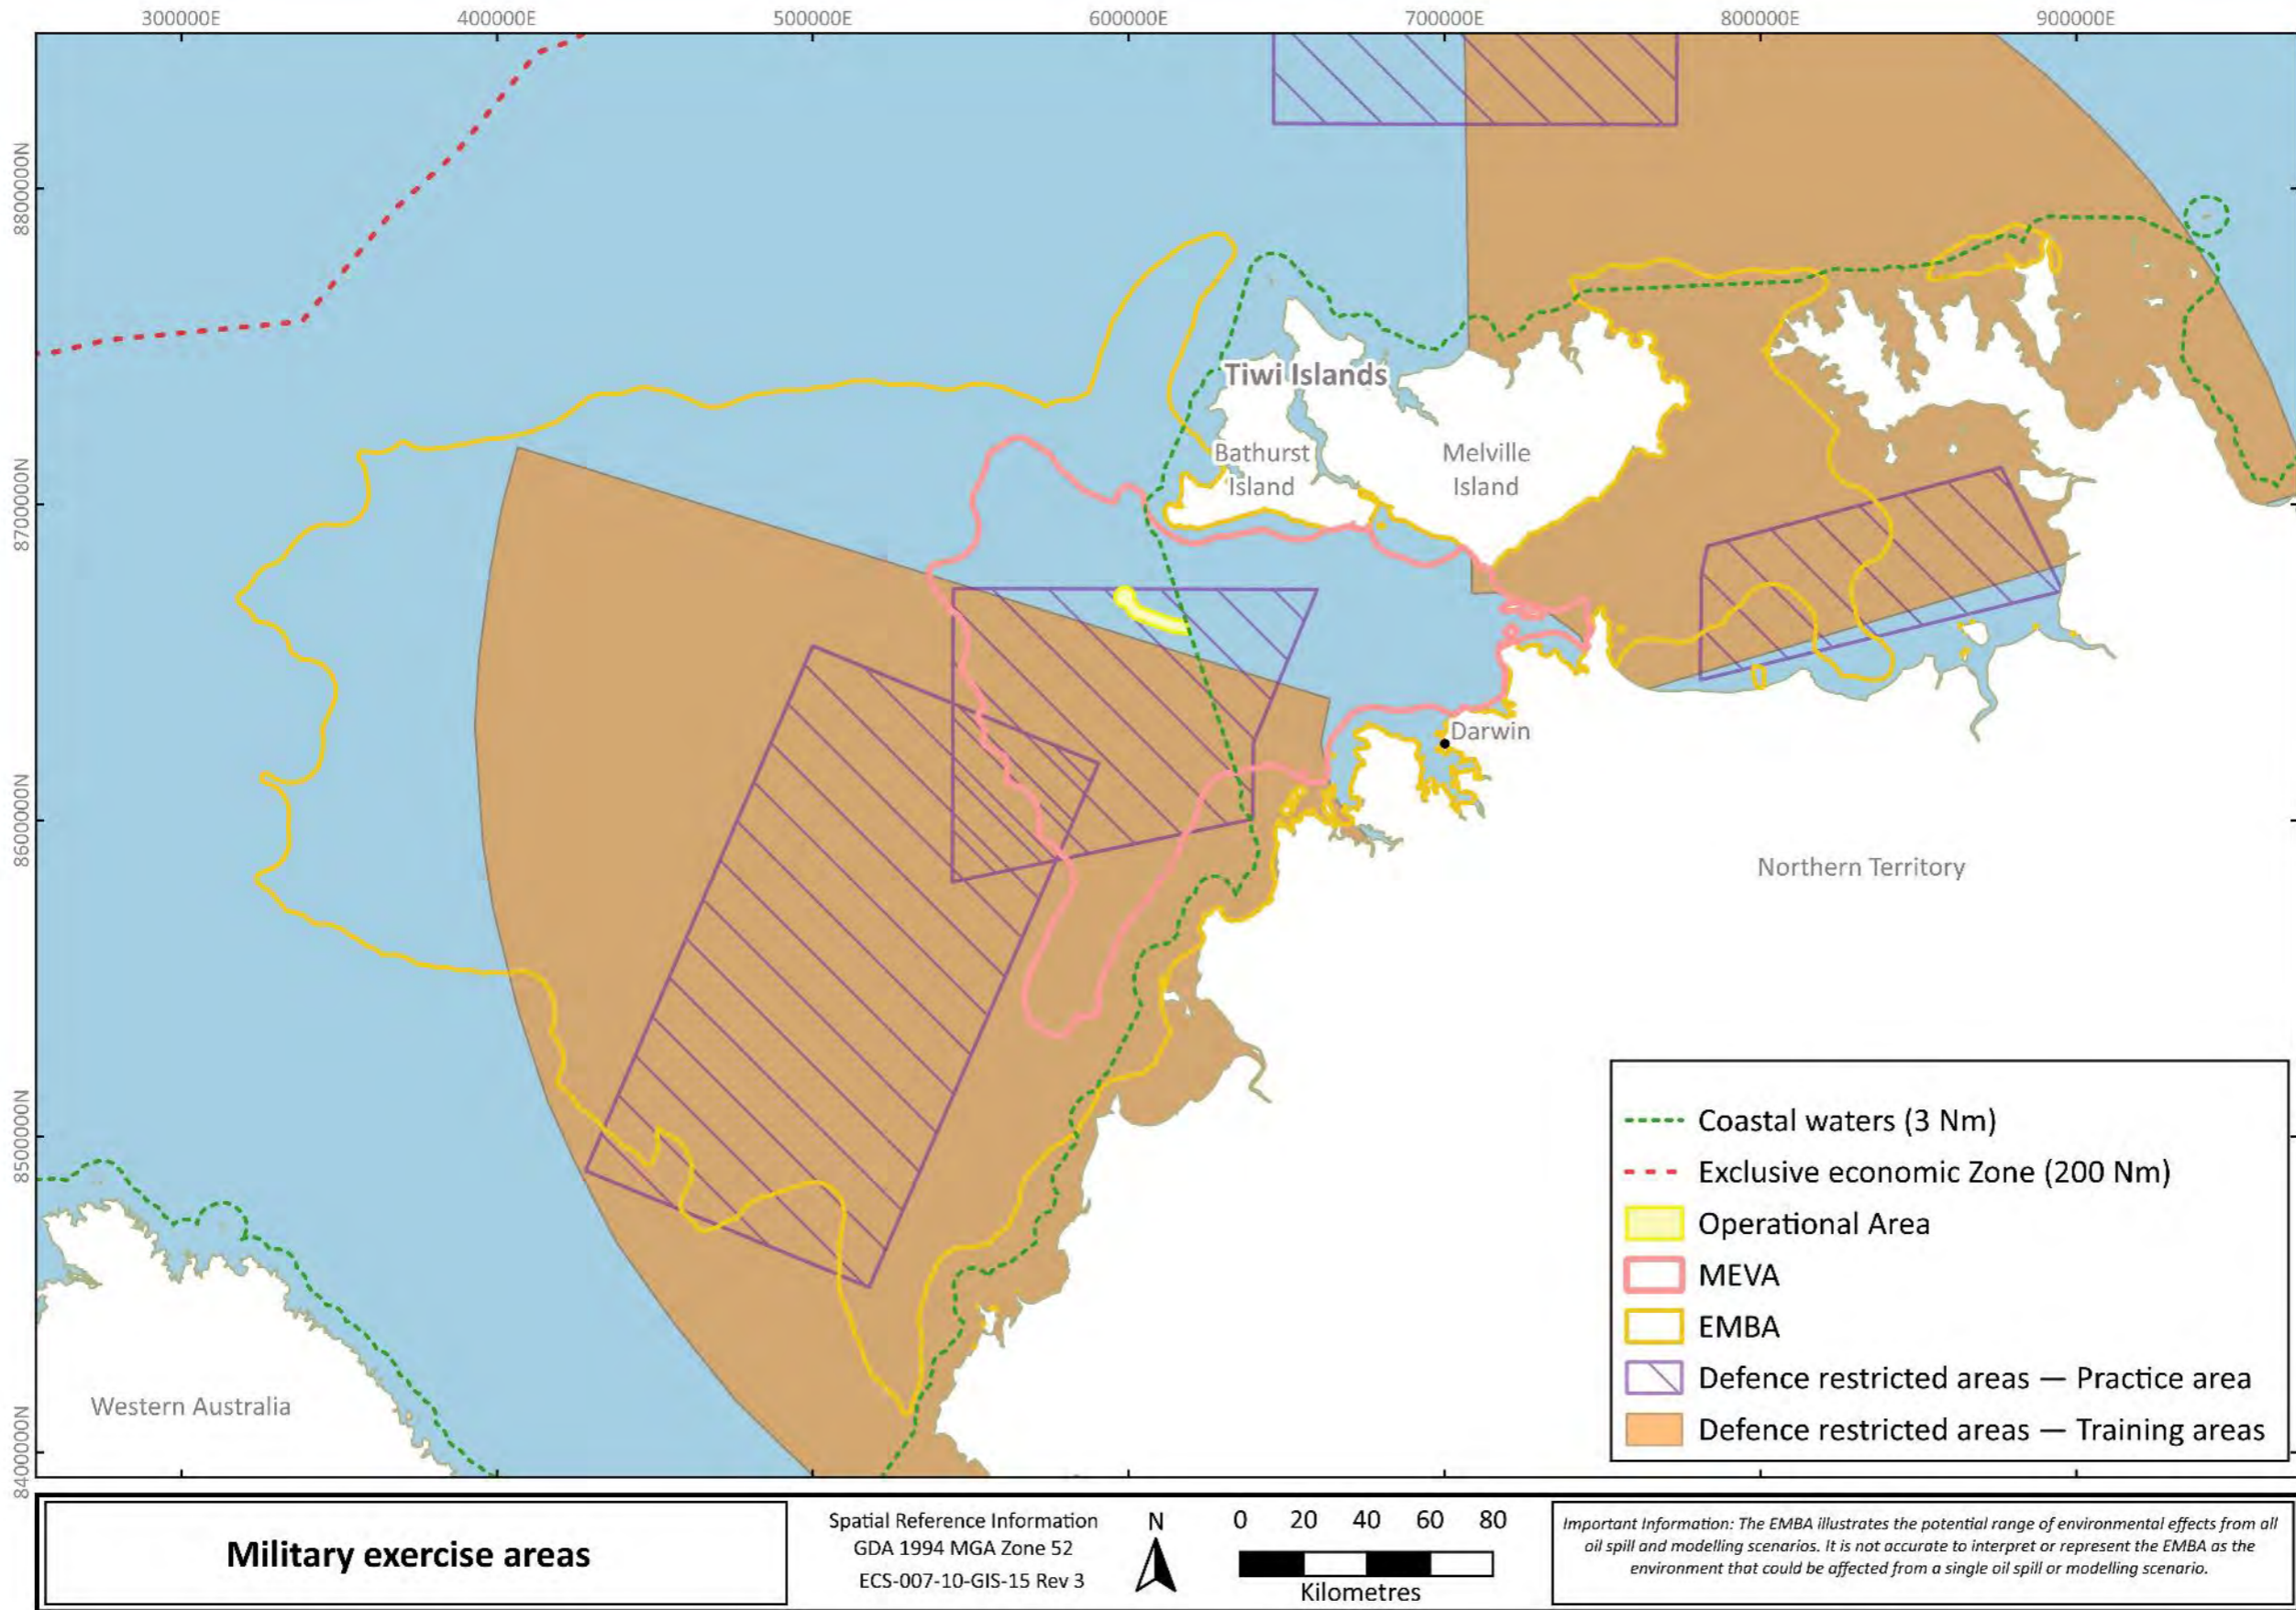 300000E 400000E 500000E 600000E 700000E 800000E 900000E
8800000N
8700000N
8600000N
8500000N
8400000N
Tiwi Islands
Bathurst
Island
Melville
Island
Darwin
Northern Territory
Western Australia
Coastal waters (3 Nm)
Exclusive economic Zone (200 Nm)
Operational Area
MEVA
EMBA
Defence restricted areas — Practice area
Defence restricted areas — Training areas
Military exercise areas
Spatial Reference Information
GDA 1994 MGA Zone 52
ECS-007-10-GIS-15 Rev 3
N
0 20 40 60 80
Kilometres
Important Information: The EMBA illustrates the potential range of environmental effects from all
oil spill and modelling scenarios. It is not accurate to interpret or represent the EMBA as the
environment that could be affected from a single oil spill or modelling scenario.